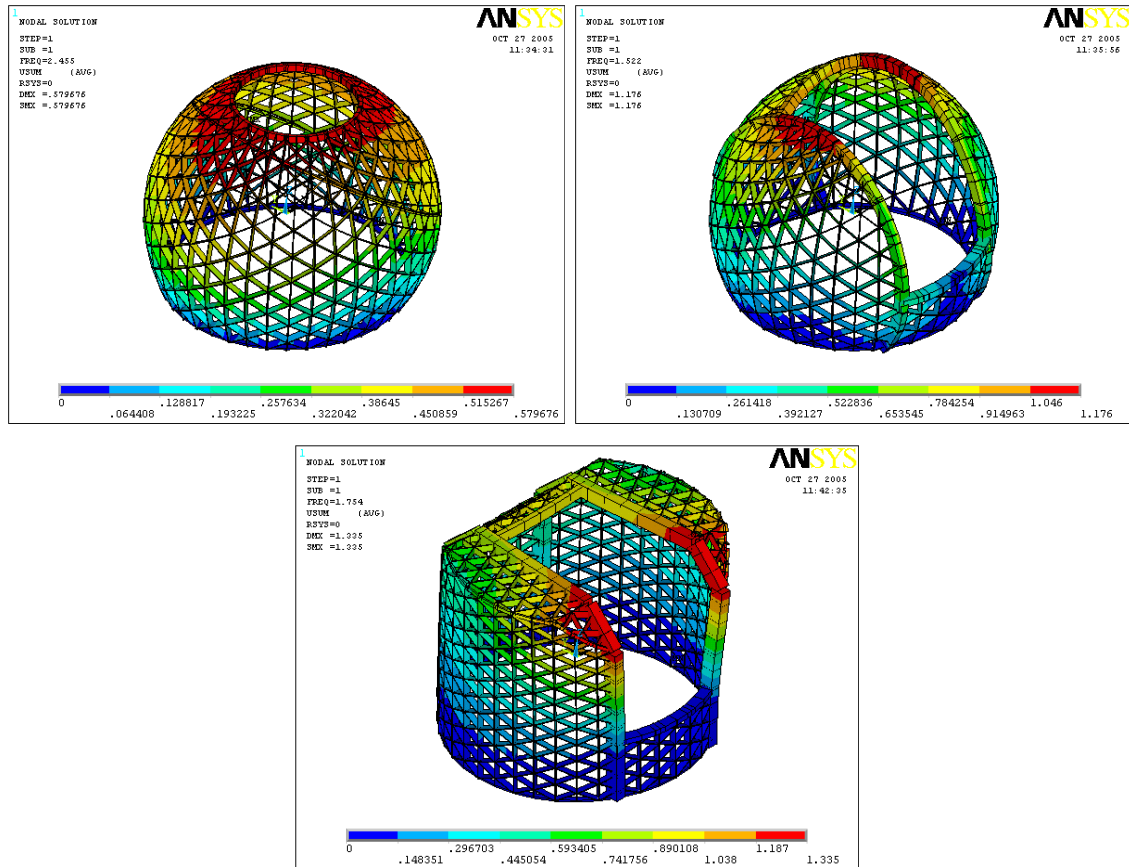 1
NODAL SOLUTION
STEP=1
SUB =1
FREQ=2.455
USUM (AVG)
RSYS=0
DMX =.579676
SMX =.579676
ANSYS
OCT 27 2005
11:34:31
0 .128817 .257634 .38645 .515267
.064408 .193225 .322042 .450859 .579676
1
NODAL SOLUTION
STEP=1
SUB =1
FREQ=1.522
USUM (AVG)
RSYS=0
DMX =1.176
SMX =1.176
ANSYS
OCT 27 2005
11:35:56
0 .261418 .522836 .784254 1.046
.130709 .392127 .653545 .914963 1.176
1
NODAL SOLUTION
STEP=1
SUB =1
FREQ=1.754
USUM (AVG)
RSYS=0
DMX =1.335
SMX =1.335
ANSYS
OCT 27 2005
11:42:35
0 .296703 .593405 .890108 1.187
.148351 .445054 .741756 1.038 1.335